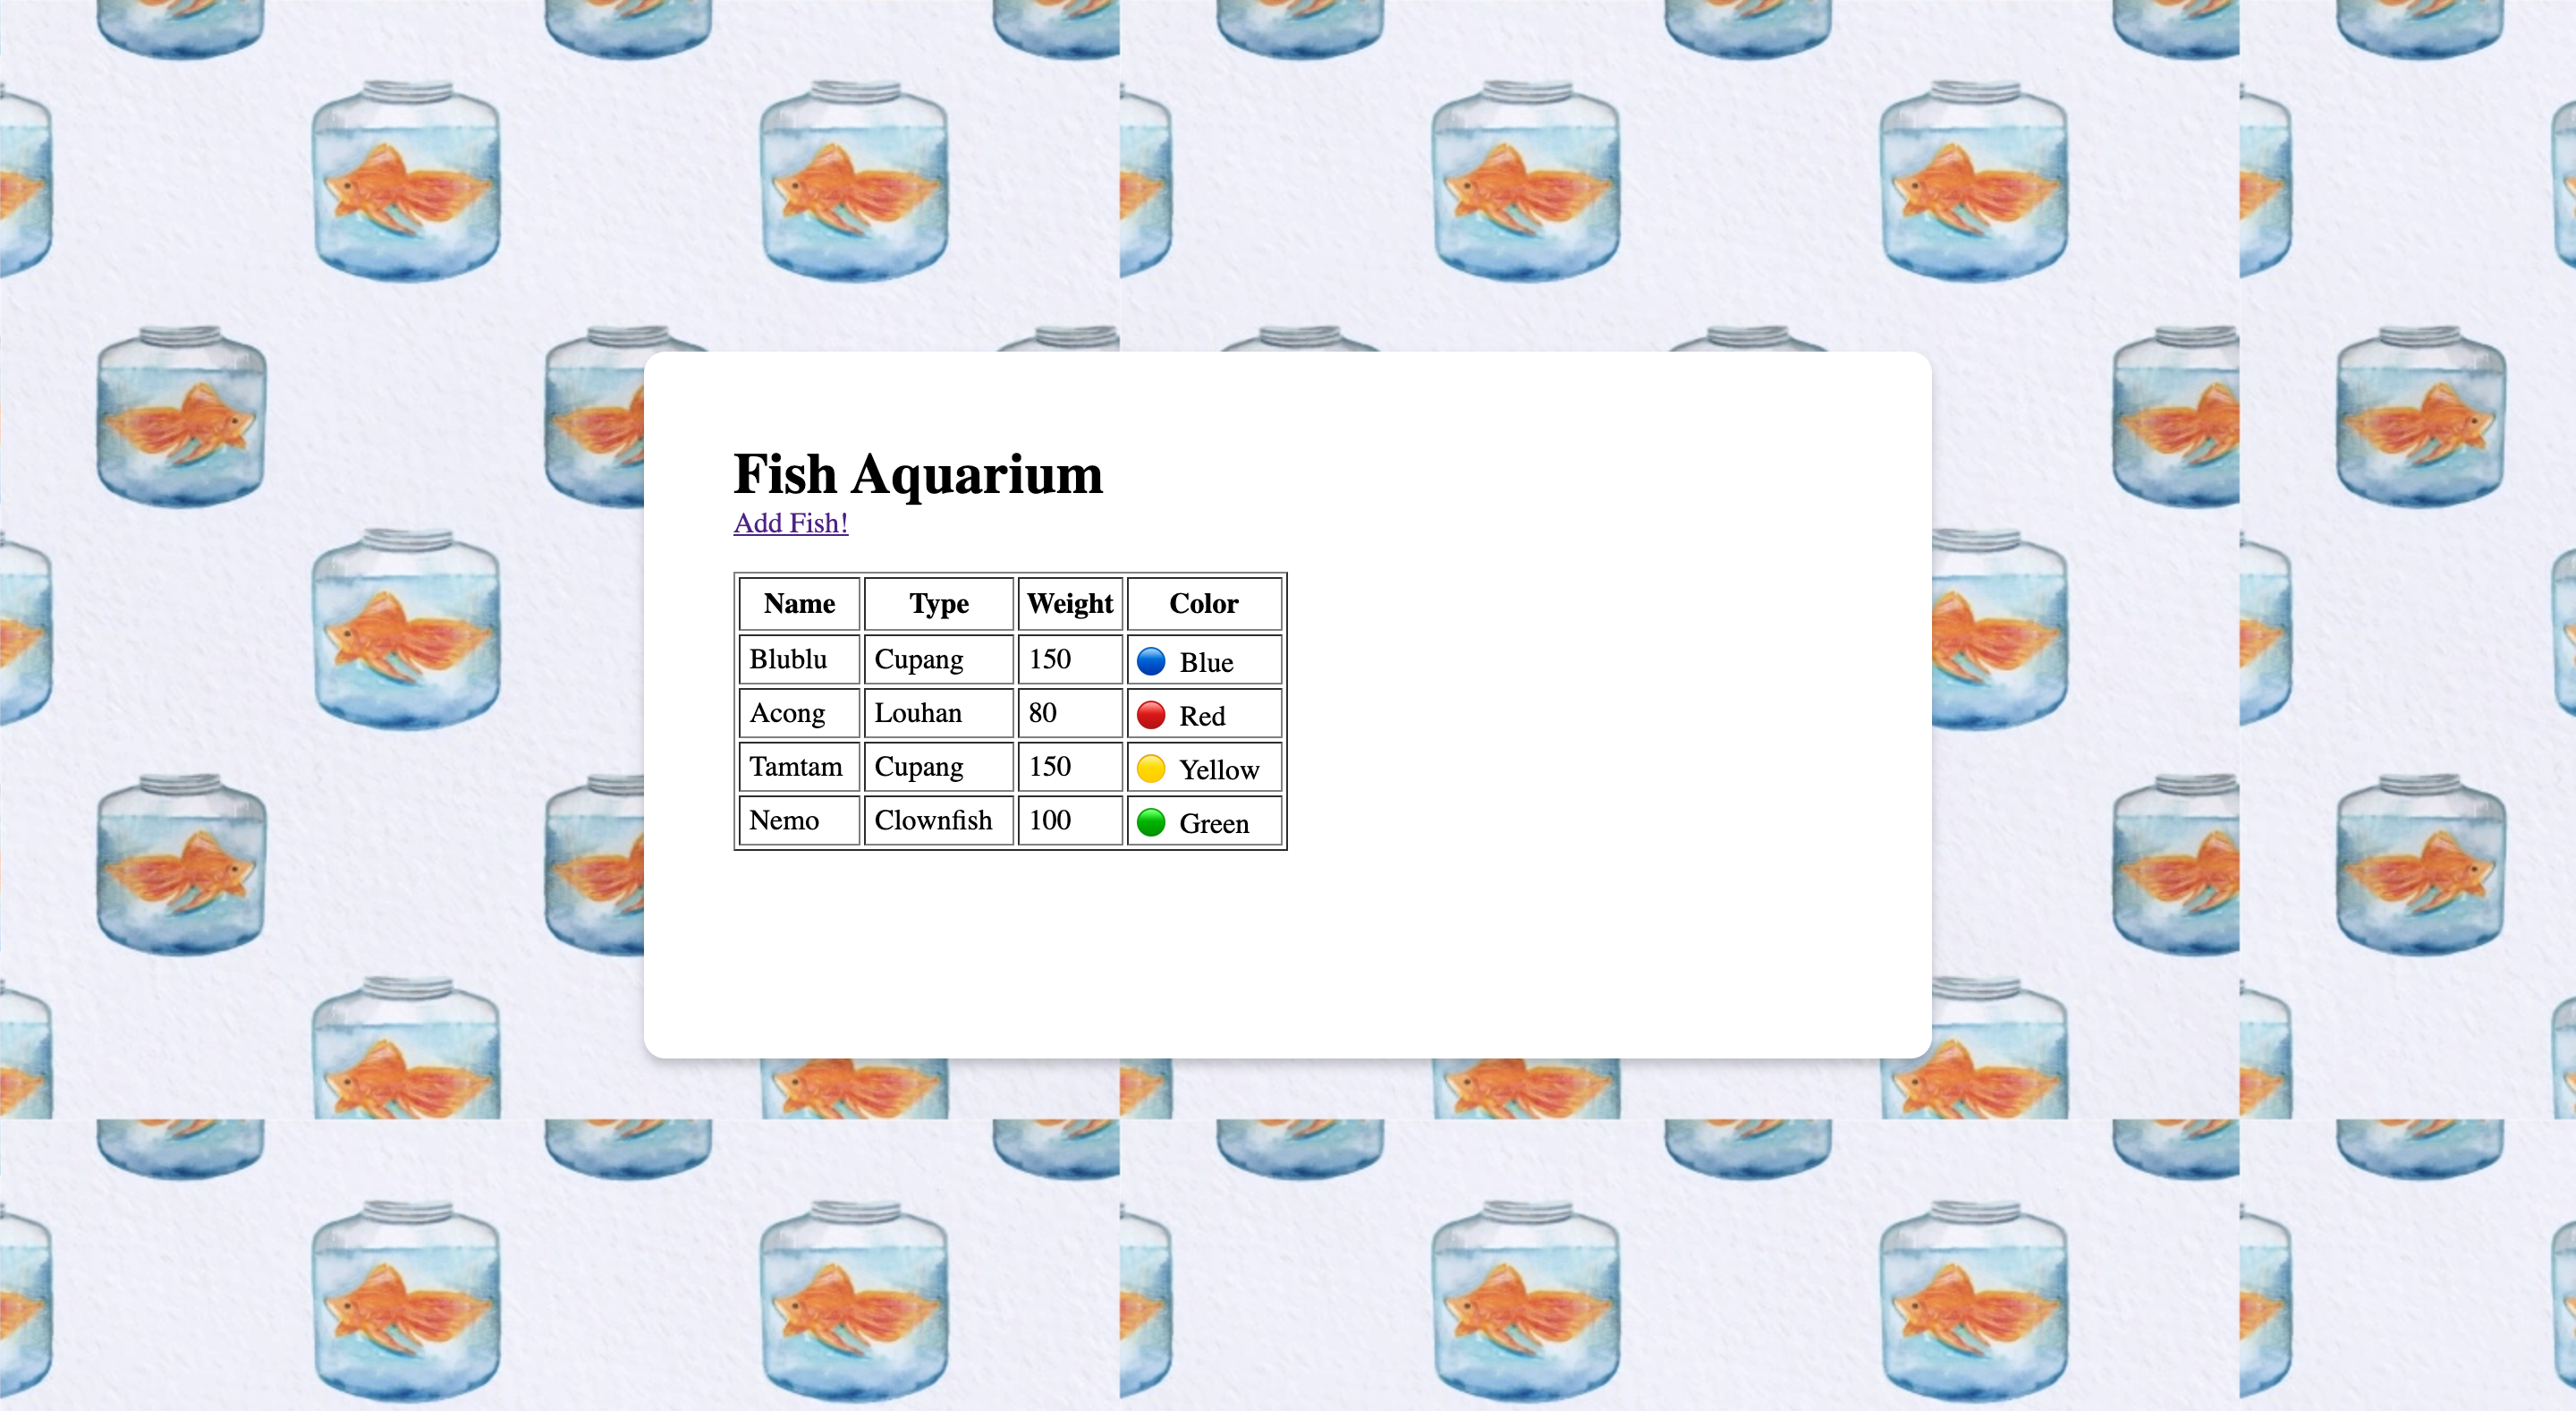 Fish Aquarium
Add Fish!
Name Type Weight Color
Blublu Cupang 150 Blue
Acong Louhan 80 Red
Tamtam Cupang 150 Yellow
Nemo Clownfish 100 Green